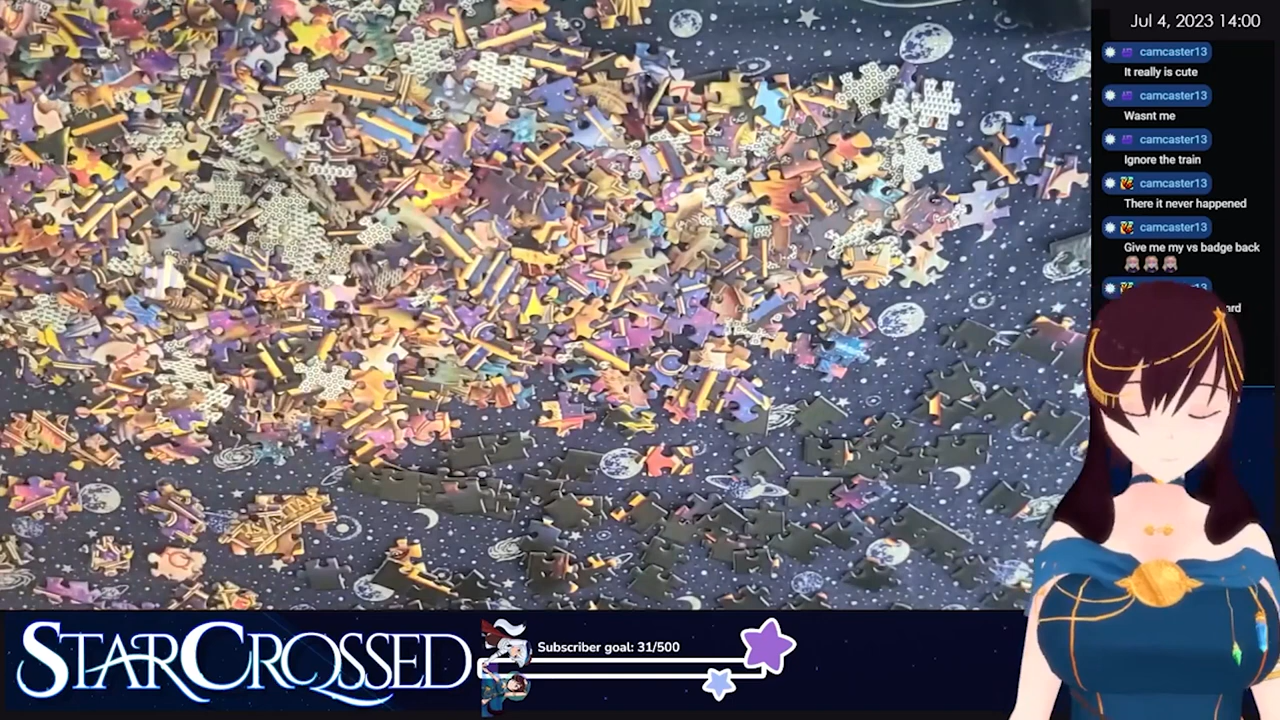 Jul 4, 2023 14:00
camcaster13
It really is cute
camcaster13
Wasnt me
camcaster13
Ignore the train
camcaster13
There it never happened
camcaster13
Give me my vs badge back
STARCROSSED
Subscriber goal: 31/500